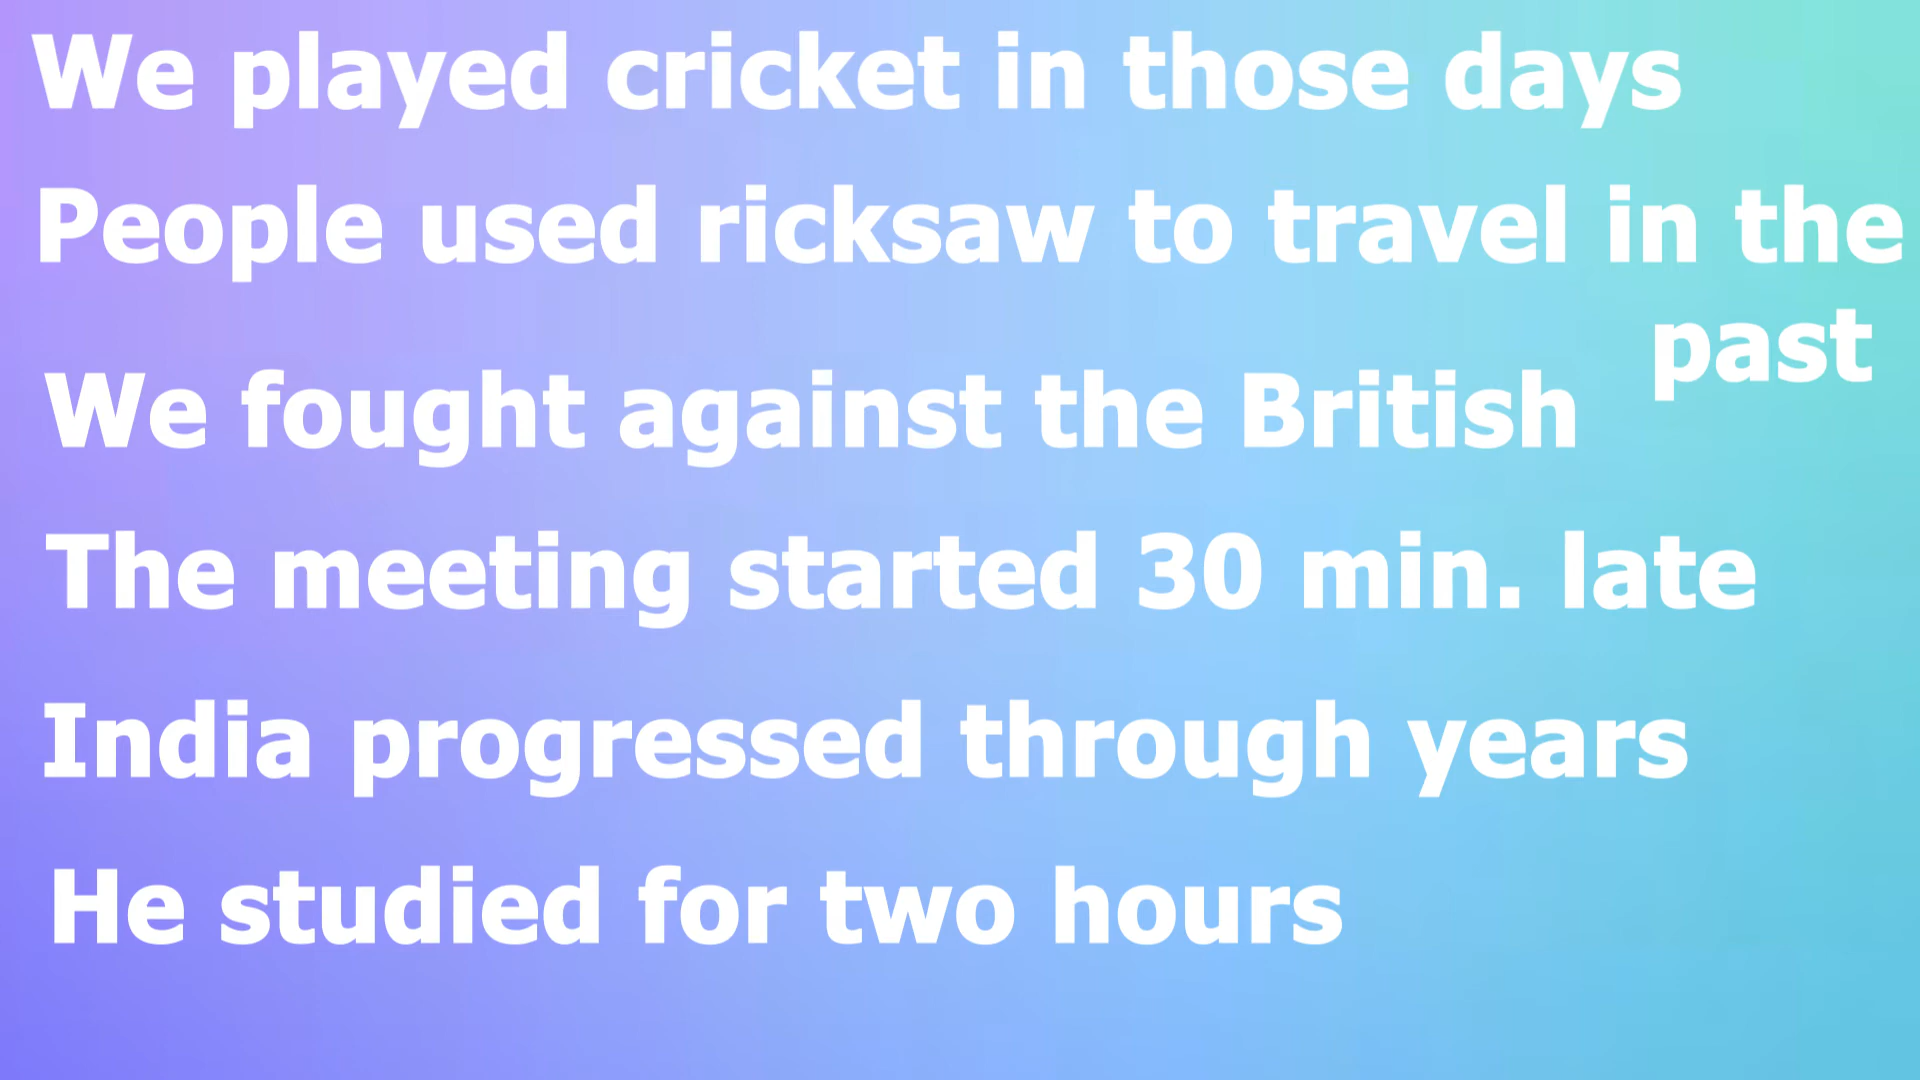 We played cricket in those days
People used ricksaw to travel in the
past
We fought against the British
The meeting started 30 min. late
India progressed through years
He studied for two hours